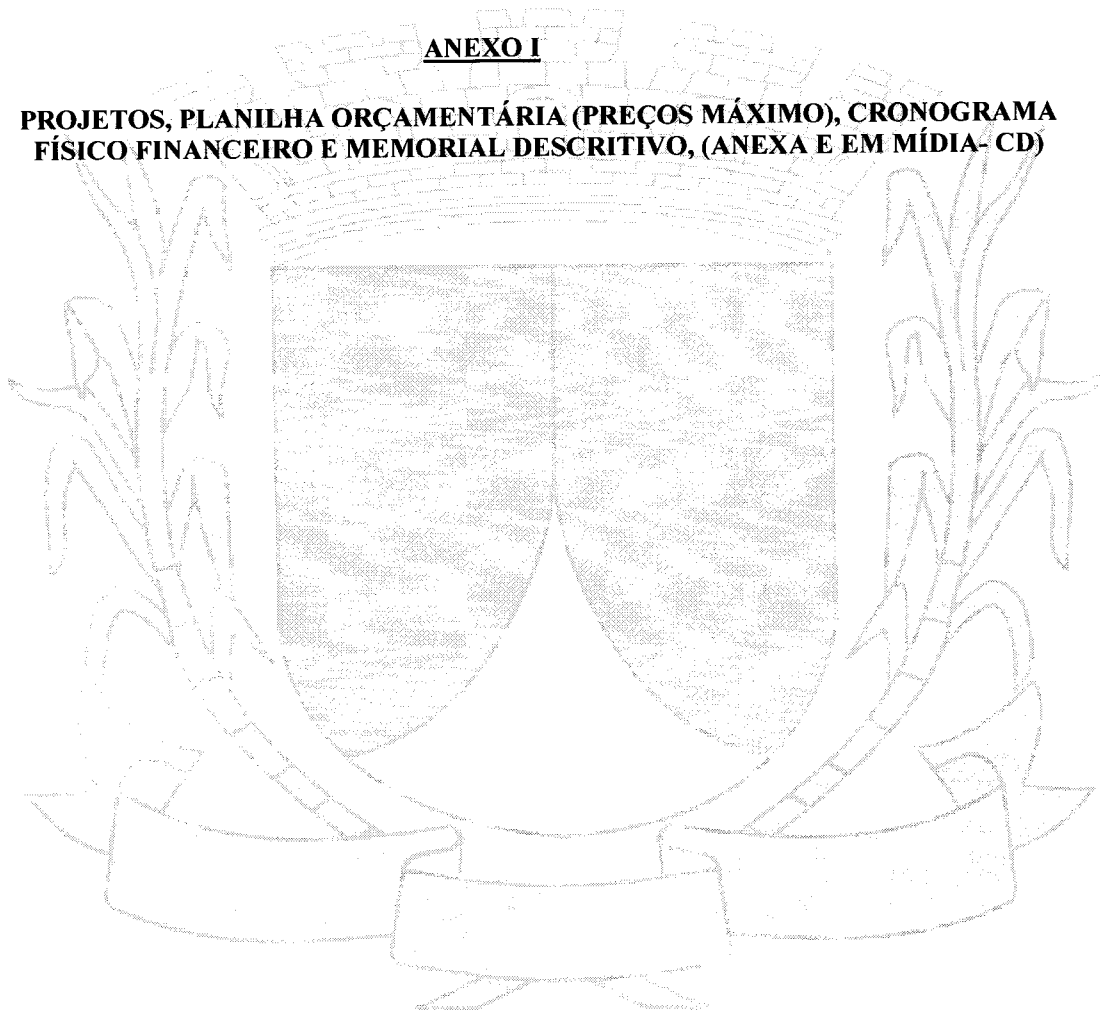 ANEXO I
PROJETOS, PLANILHA ORÇAMENTÁRIA (PREÇOS MÁXIMO), CRONOGRAMA
FÍSICO FINANCEIRO E MEMORIAL DESCRITIVO, (ANEXA E EM MÍDIA- CD)